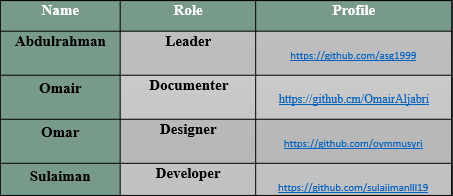 Name Role Profile
Abdulrahman Leader https://github.com/asg1999
Omair Documenter https://github.cm/OmairAljabri
Omar Designer https://github.com/oymmusyri
Sulaiman Developer https://github.com/sulaiimanlll19